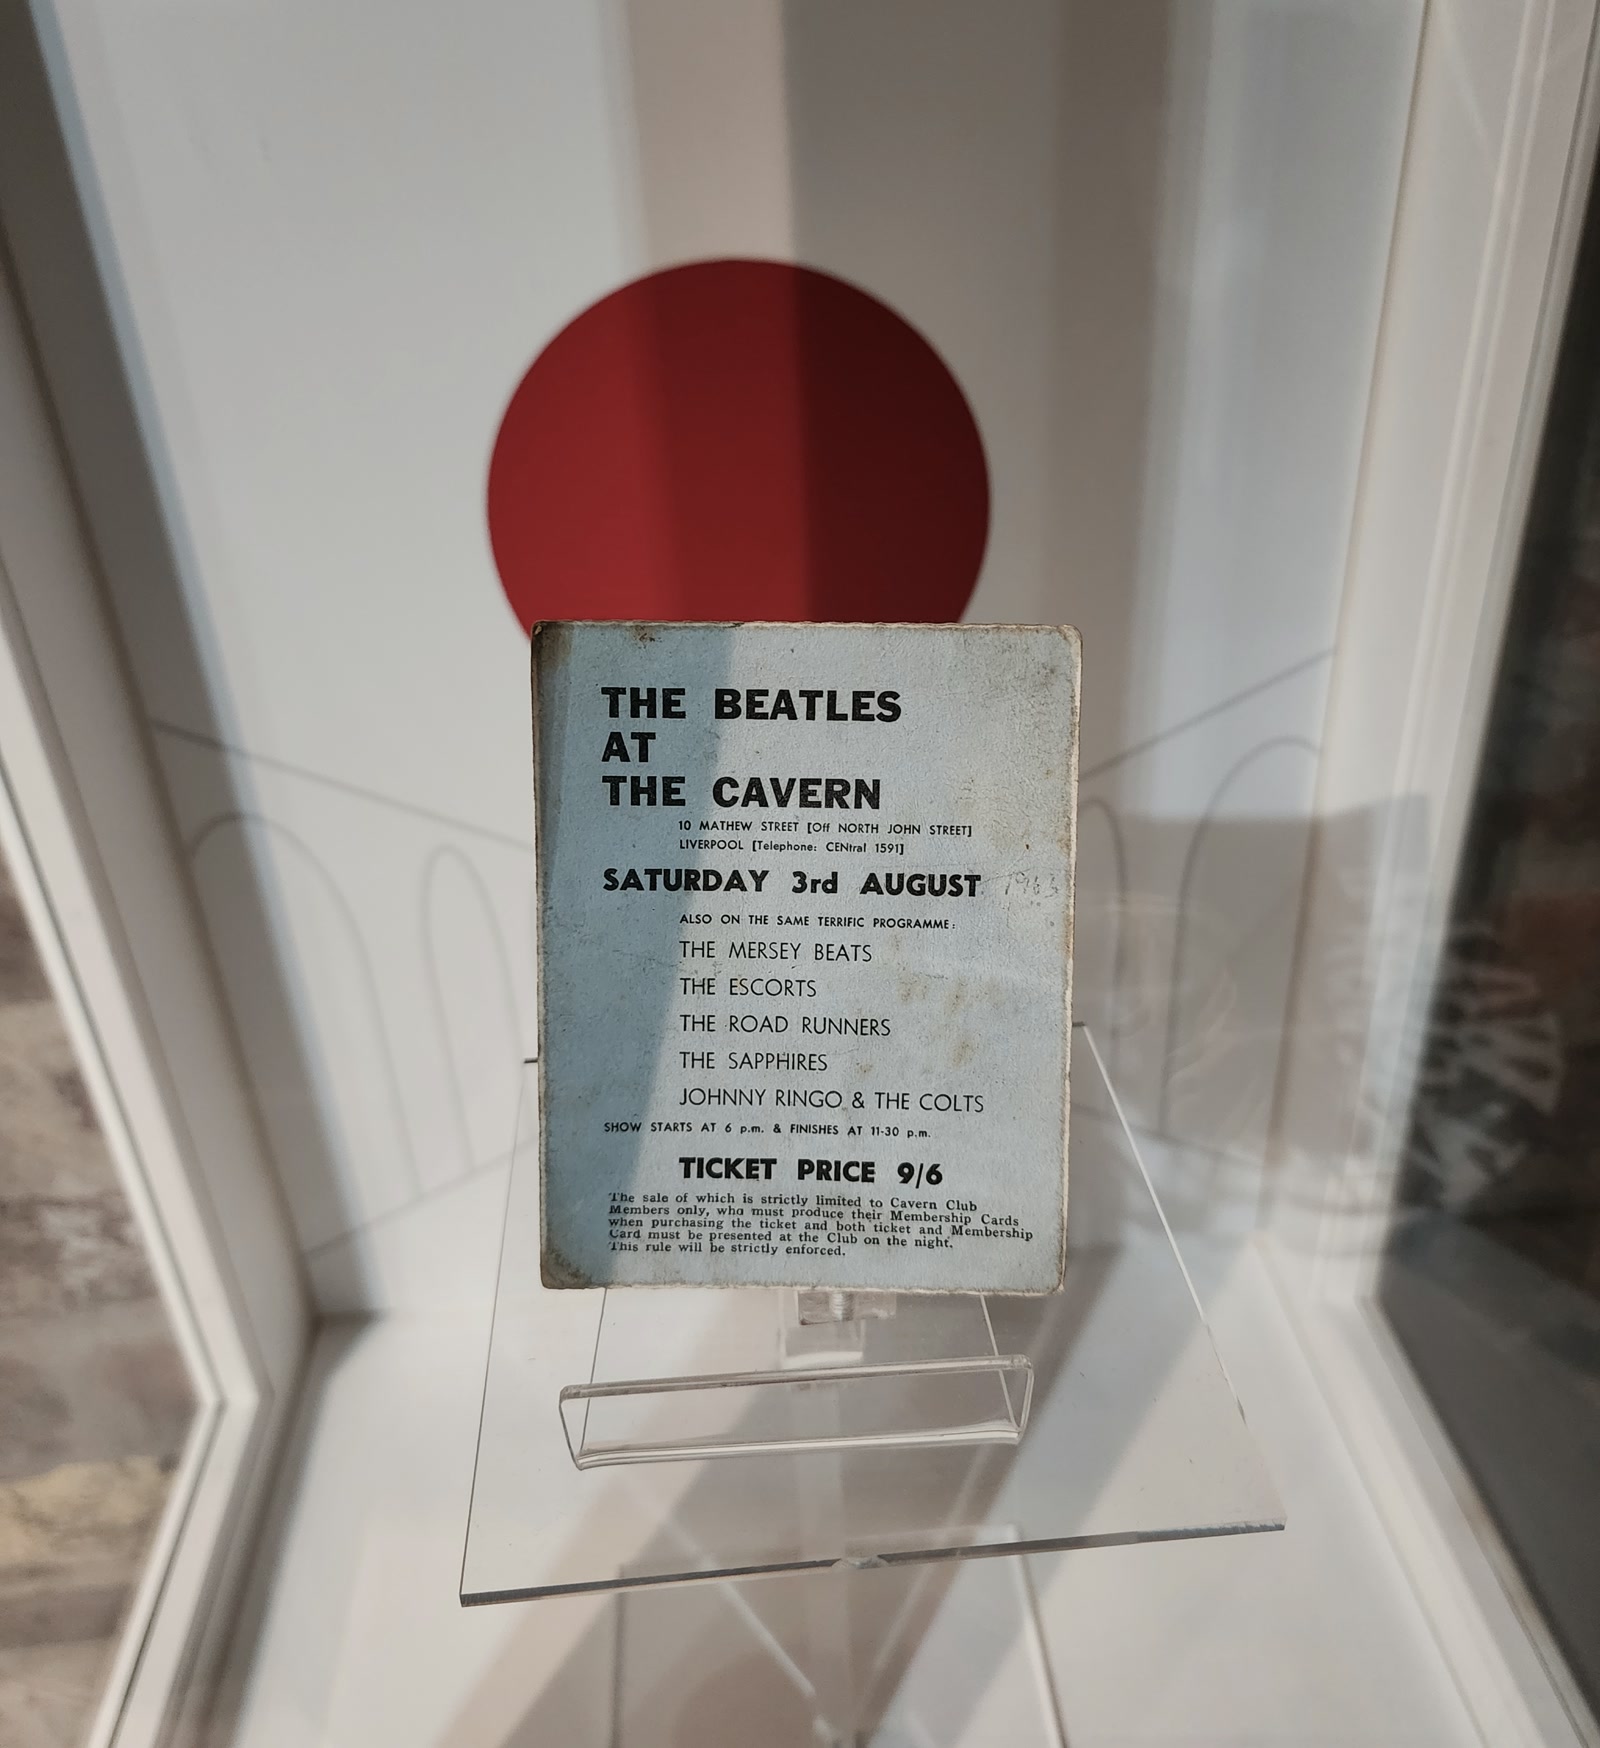 THE BEATLES
AT
THE CAVERN
10 MATHEW STREET [Off NORTH JOHN STREET]
LIVERPOOL [Telephone: CENtral 1591]
SATURDAY 3rd AUGUST 1963
ALSO ON THE SAME TERRIFIC PROGRAMME:
THE MERSEY BEATS
THE ESCORTS
THE ROAD RUNNERS
THE SAPPHIRES
JOHNNY RINGO & THE COLTS
SHOW STARTS AT 6 p.m. & FINISHES AT 11-30 p.m.
TICKET PRICE 9/6
The sale of which is strictly limited to Cavern Club
Members only, who must produce their Membership Cards
when purchasing the ticket and both ticket and Membership
Card must be presented at the Club on the night.
This rule will be strictly enforced.